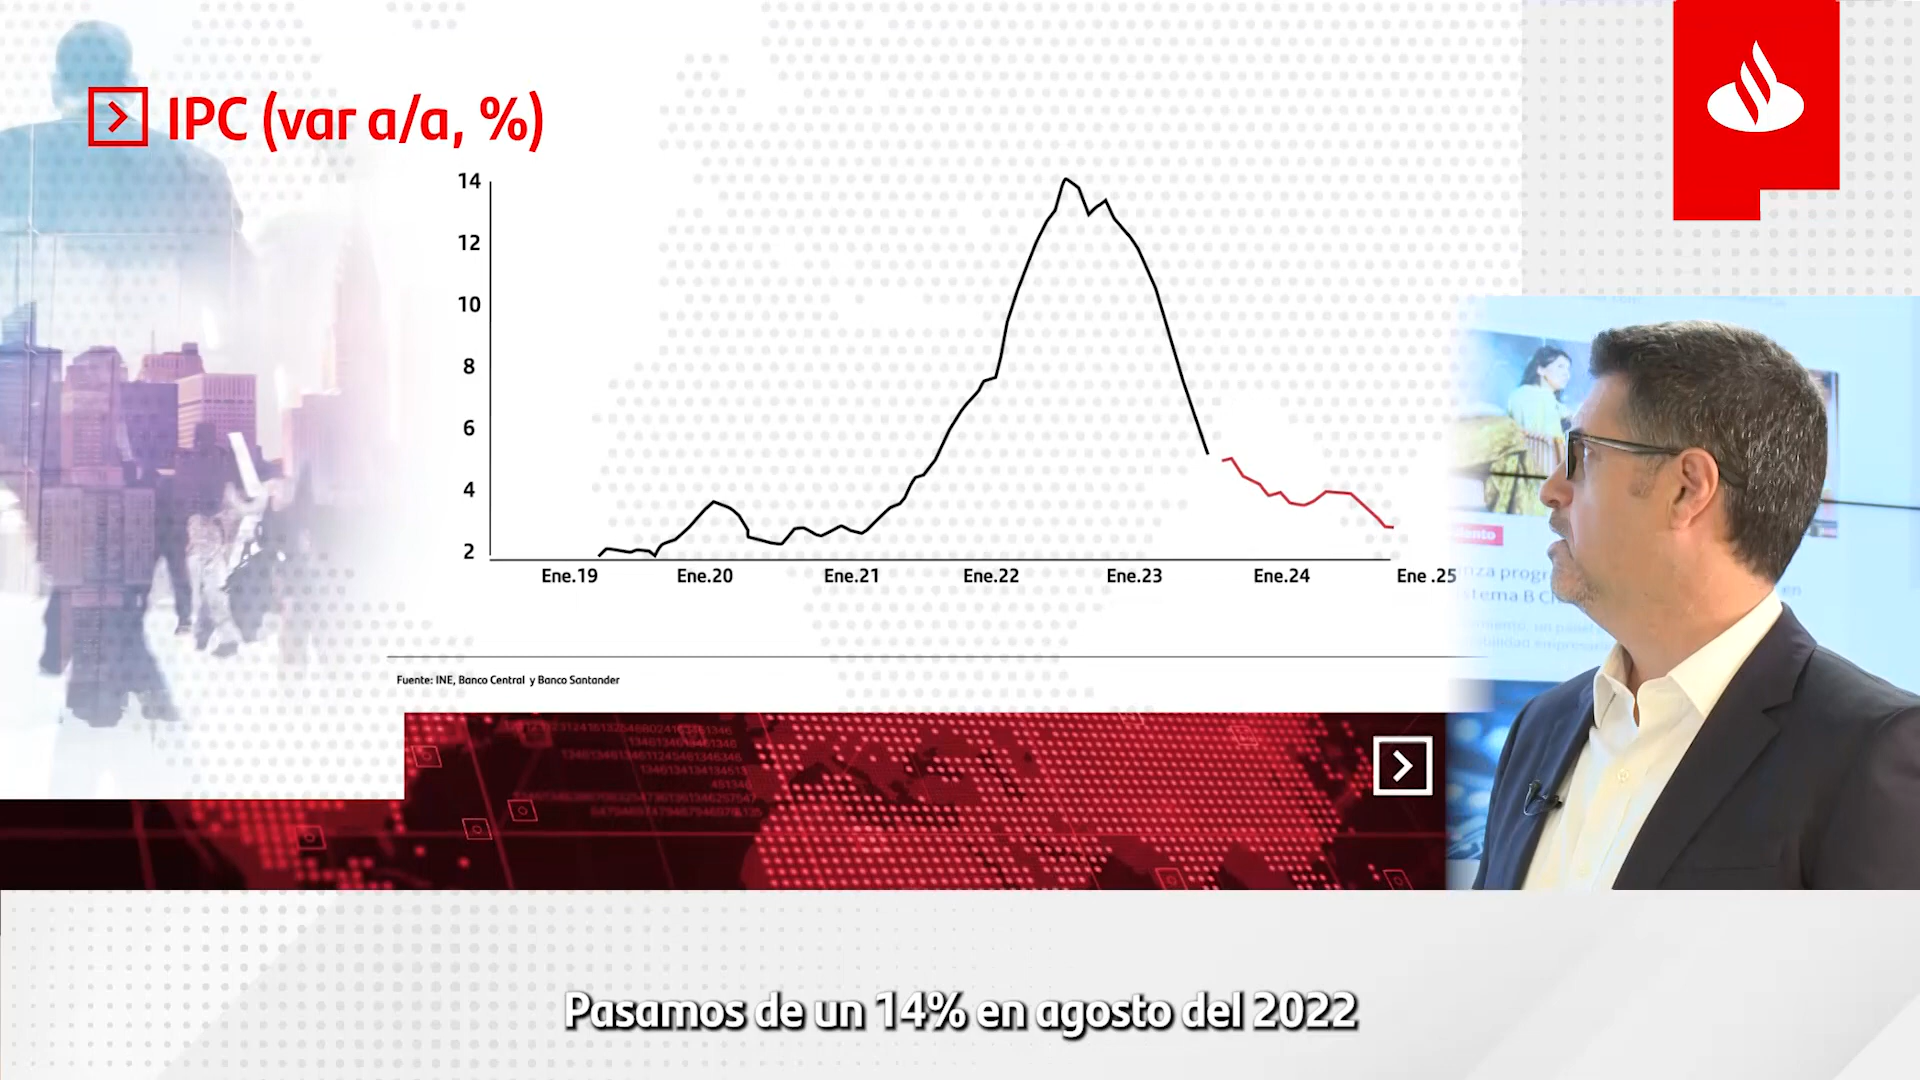 IPC (var a/a, %)
14
12
10
8
6
4
2
Ene.19 Ene.20 Ene.21 Ene.22 Ene.23 Ene.24 Ene .25
Fuente: INE, Banco Central y Banco Santander
Pasamos de un 14% en agosto del 2022